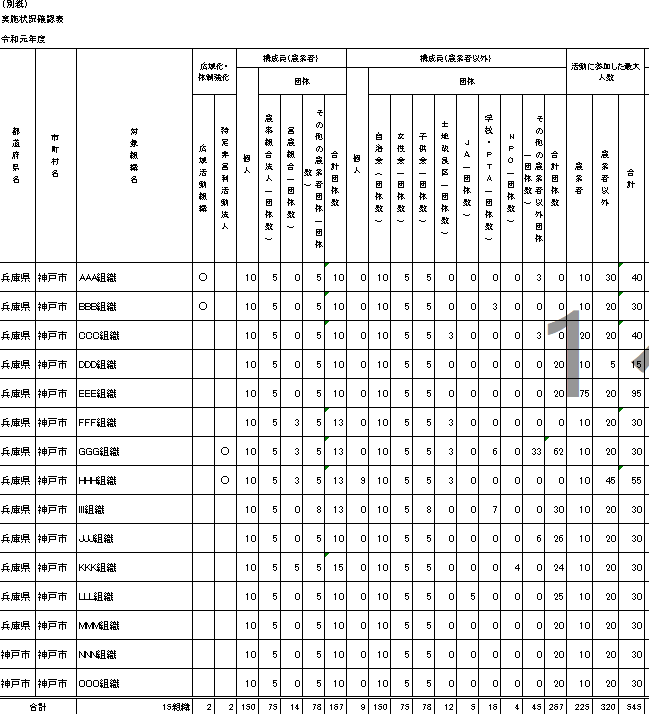 (別紙)
実施状況確認表
令和元年度
都道府県名 市町村名 対象組織名 広域化・体制強化 構成員(農業者) 構成員(農業者以外) 活動に参加した最大人数
団体 団体
広域活動組織 特定非営利活動法人 個人 農事組合法人(団体数) 営農組合(団体数) その他の農業者団体(団体数) 合計団体数 個人 自治会(団体数) 女性会(団体数) 子供会(団体数) 土地改良区(団体数) JA(団体数) 学校・PTA(団体数) NPO(団体数) その他の農業者以外団体(団体数) 合計団体数 農業者 農業者以外 合計
兵庫県 神戸市 AAA組織 ○ 10 5 0 5 10 0 10 5 5 0 0 0 0 3 0 10 30 40
兵庫県 神戸市 BBB組織 ○ 10 5 0 5 10 0 10 5 5 0 0 3 0 0 0 10 20 30
兵庫県 神戸市 CCC組織 10 5 0 5 10 0 10 5 5 3 0 0 0 3 0 20 20 40
兵庫県 神戸市 DDD組織 10 5 0 5 10 0 10 5 5 0 0 0 0 0 20 10 5 15
兵庫県 神戸市 EEE組織 10 5 0 5 10 0 10 5 5 0 0 0 0 0 20 75 20 95
兵庫県 神戸市 FFF組織 10 5 3 5 13 0 10 5 5 3 0 0 0 0 0 10 20 30
兵庫県 神戸市 GGG組織 ○ 10 5 3 5 13 0 10 5 5 3 0 6 0 33 62 10 20 30
兵庫県 神戸市 HHH組織 ○ 10 5 3 5 13 9 10 5 5 3 0 0 0 0 0 10 45 55
兵庫県 神戸市 III組織 10 5 0 8 13 0 10 5 8 0 0 7 0 0 30 10 20 30
兵庫県 神戸市 JJJ組織 10 5 0 5 10 0 10 5 5 0 0 0 0 6 26 10 20 30
兵庫県 神戸市 KKK組織 10 5 5 5 15 0 10 5 5 0 0 0 4 0 24 10 20 30
兵庫県 神戸市 LLL組織 10 5 0 5 10 0 10 5 5 0 5 0 0 0 25 10 20 30
兵庫県 神戸市 MMM組織 10 5 0 5 10 0 10 5 5 0 0 0 0 0 20 10 20 30
神戸市 神戸市 NNN組織 10 5 0 5 10 0 10 5 5 0 0 0 0 0 20 10 20 30
神戸市 神戸市 OOO組織 10 5 0 5 10 0 10 5 5 0 0 0 0 0 20 10 20 30
合計 15組織 2 2 150 75 14 78 167 9 150 75 78 12 5 16 4 45 267 225 320 545